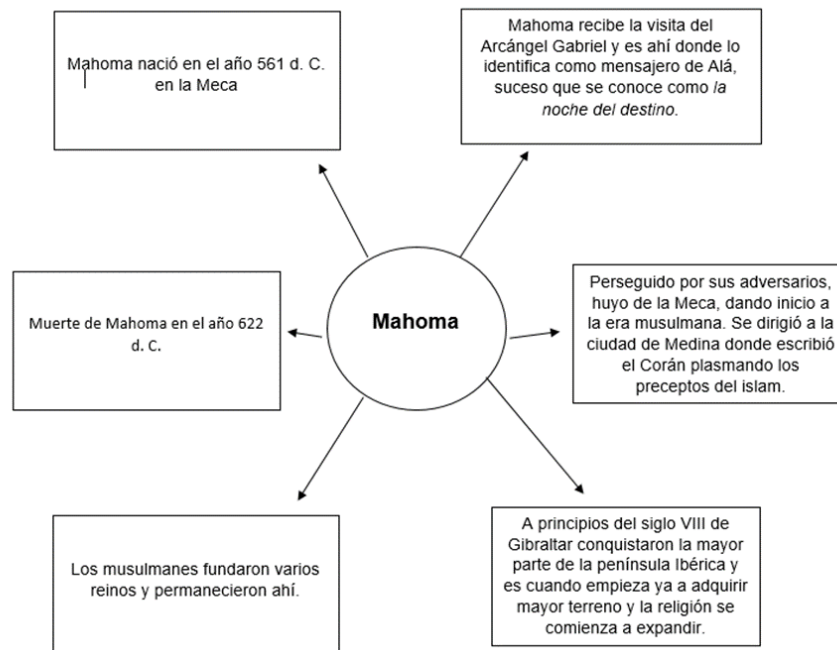 Mahoma nació en el año 561 d. C.
en la Meca
Mahoma recibe la visita del
Arcángel Gabriel y es ahí donde lo
identifica como mensajero de Alá,
suceso que se conoce como la
noche del destino.
Mahoma
Muerte de Mahoma en el año 622
d. C.
Perseguido por sus adversarios,
huyo de la Meca, dando inicio a
la era musulmana. Se dirigió a la
ciudad de Medina donde escribió
el Corán plasmando los
preceptos del islam.
Los musulmanes fundaron varios
reinos y permanecieron ahí.
A principios del siglo VIII de
Gibraltar conquistaron la mayor
parte de la península Ibérica y
es cuando empieza ya a adquirir
mayor terreno y la religión se
comienza a expandir.